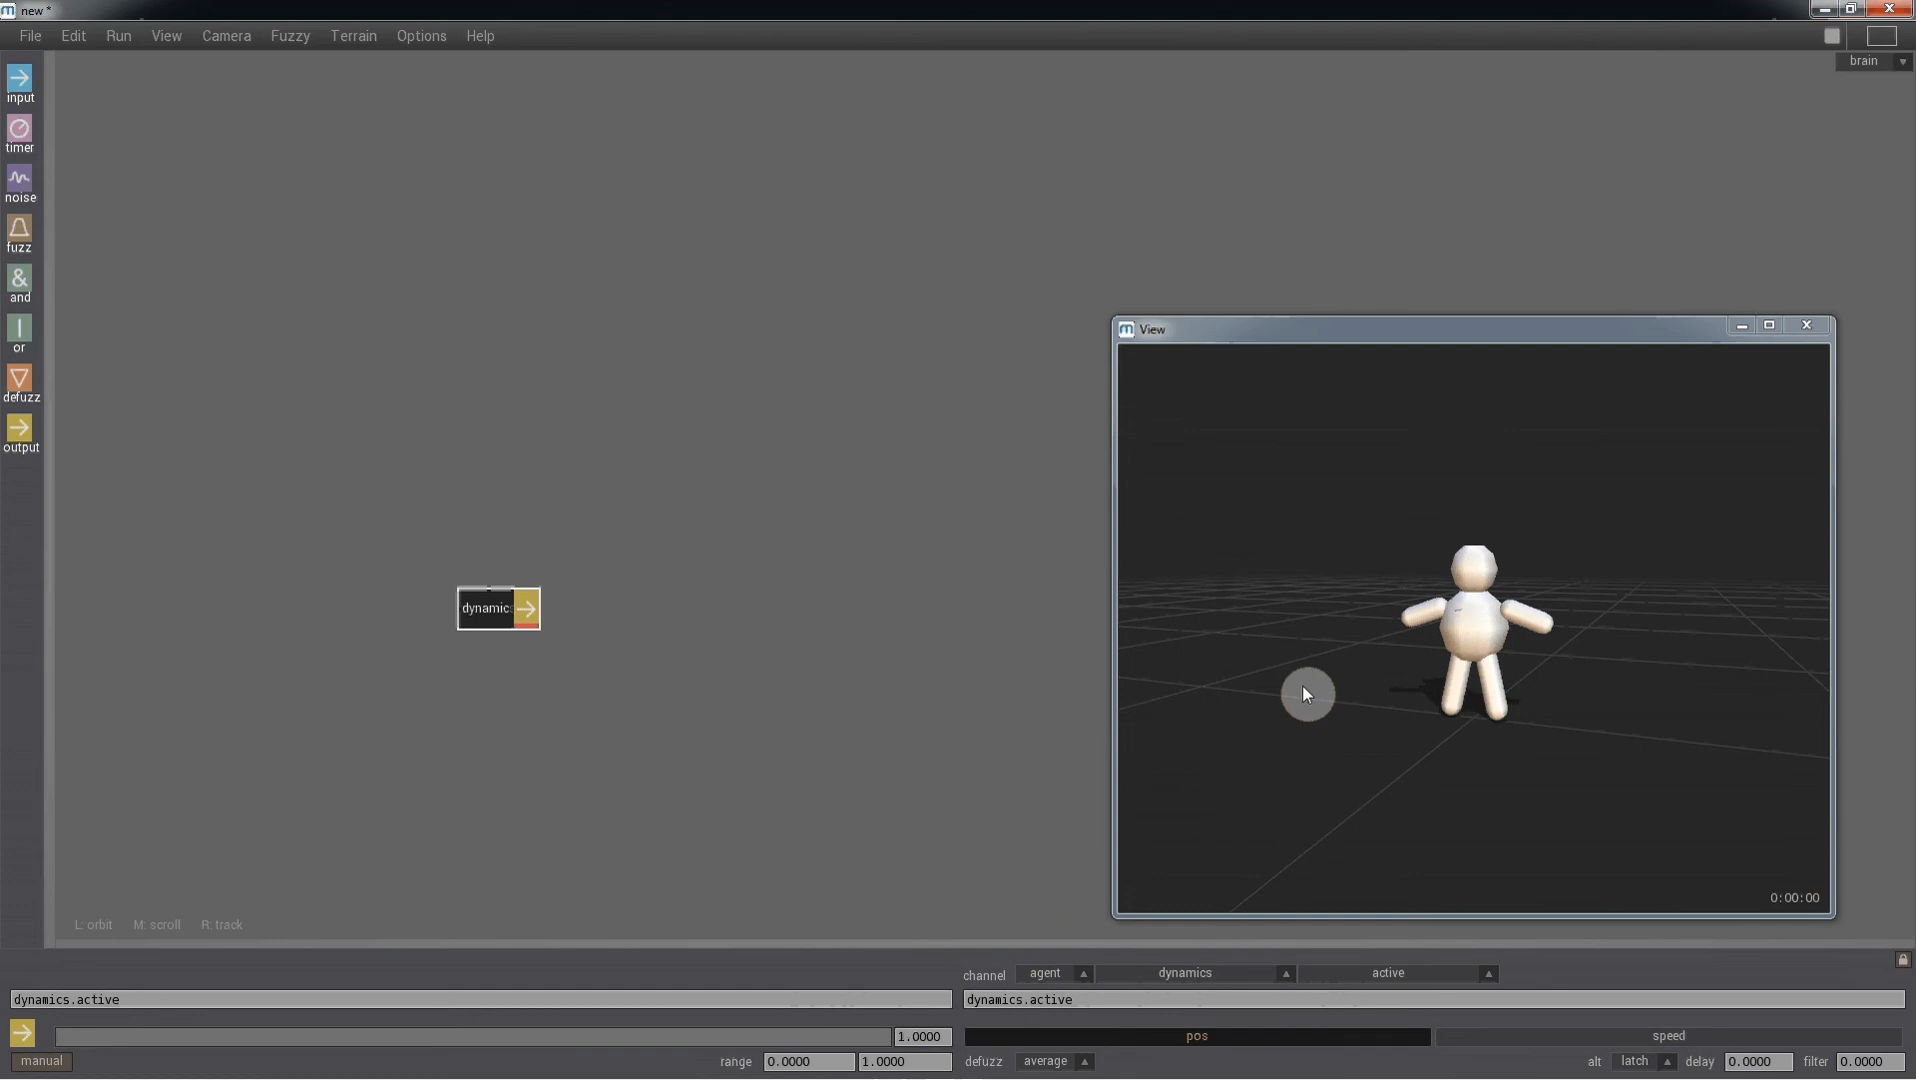 new *
File Edit Run View Camera Fuzzy Terrain Options Help
brain
input
timer
noise
fuzz
&
and
or
defuzz
output
View
dynamic
0:00:00
L: orbit M: scroll R: track
channel agent dynamics active
dynamics.active dynamics.active
1.0000 pos speed
manual range 0.0000 1.0000 defuzz average alt latch delay 0.0000 filter 0.0000